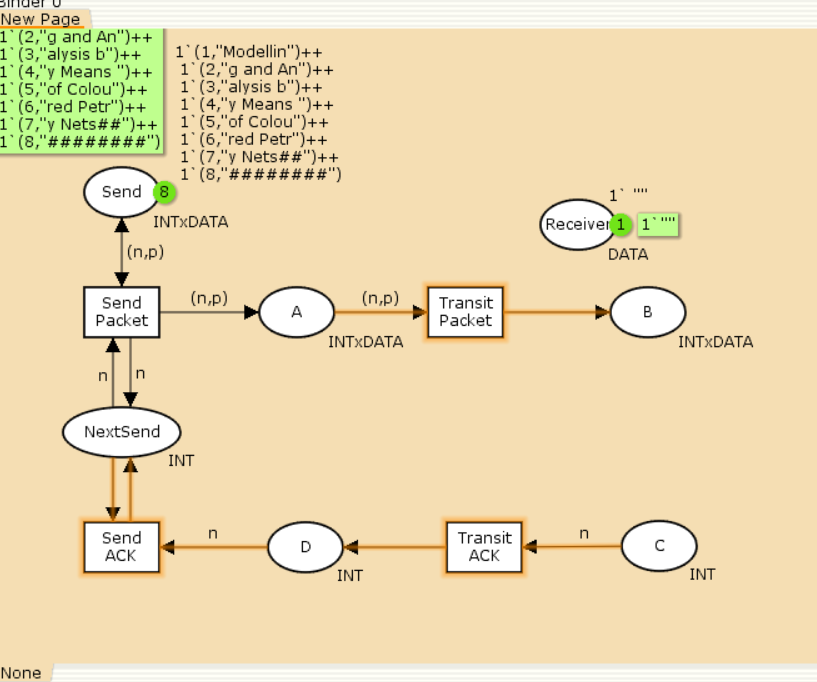 Binder 0
New Page
1`(2,"g and An")++
1`(3,"alysis b")++
1`(4,"y Means ")++
1`(5,"of Colou")++
1`(6,"red Petr")++
1`(7,"y Nets##")++
1`(8,"########")
1`(1,"Modellin")++
1`(2,"g and An")++
1`(3,"alysis b")++
1`(4,"y Means ")++
1`(5,"of Colou")++
1`(6,"red Petr")++
1`(7,"y Nets##")++
1`(8,"########")
Send
8
INTxDATA
1` ""
Receiver
1
1`""
DATA
(n,p)
Send
Packet
(n,p)
A
INTxDATA
(n,p)
Transit
Packet
B
INTxDATA
n
n
NextSend
INT
Send
ACK
n
D
INT
Transit
ACK
n
C
INT
None